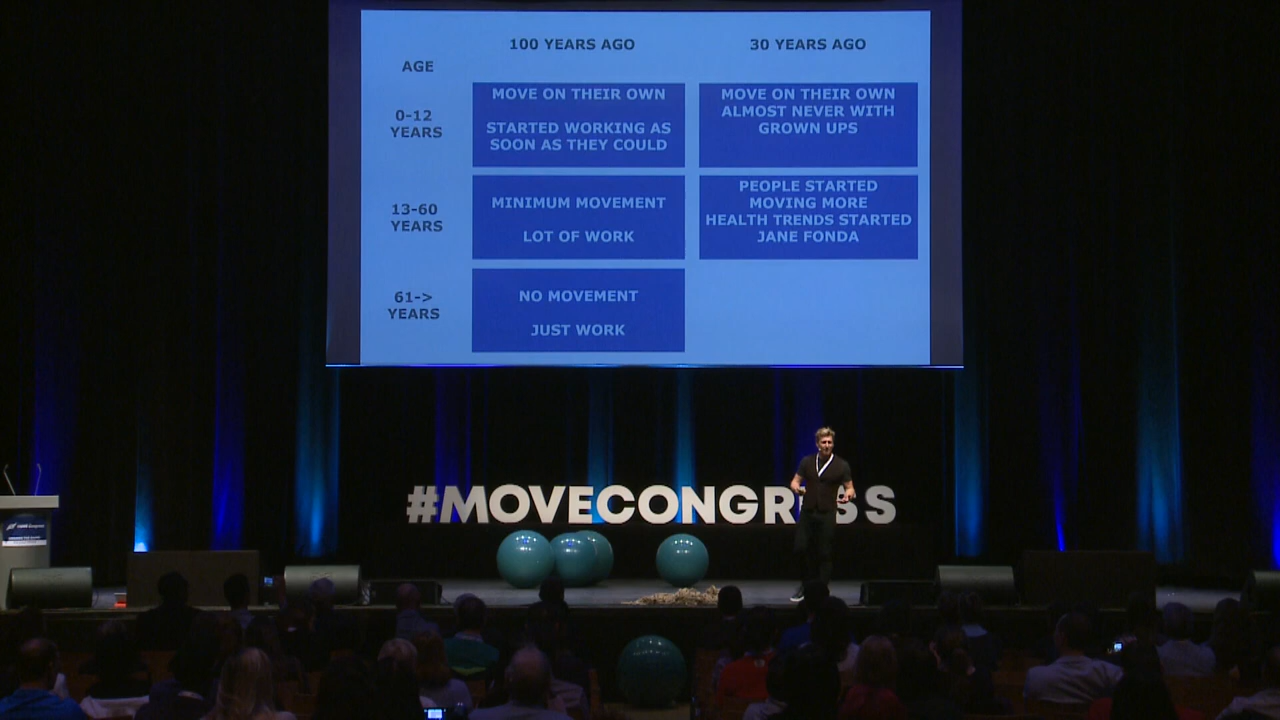 100 YEARS AGO
30 YEARS AGO
AGE
0-12
YEARS
MOVE ON THEIR OWN
STARTED WORKING AS
SOON AS THEY COULD
MOVE ON THEIR OWN
ALMOST NEVER WITH
GROWN UPS
13-60
YEARS
MINIMUM MOVEMENT
LOT OF WORK
PEOPLE STARTED
MOVING MORE
HEALTH TRENDS STARTED
JANE FONDA
61->
YEARS
NO MOVEMENT
JUST WORK
#MOVECONGRESS